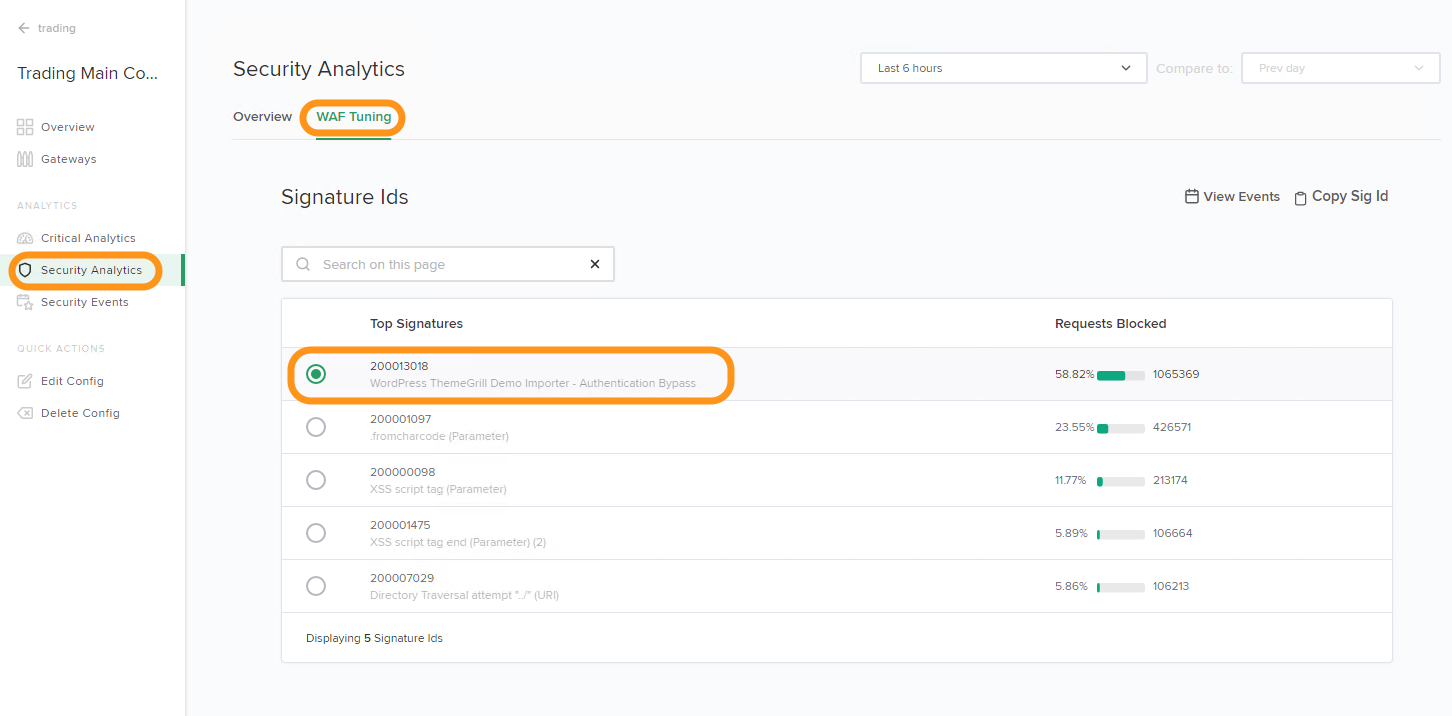 trading
Trading Main Co...
Overview
Gateways
ANALYTICS
Critical Analytics
Security Analytics
Security Events
QUICK ACTIONS
Edit Config
Delete Config
Security Analytics
Last 6 hours
Compare to:
Prev day
Overview
WAF Tuning
Signature Ids
View Events
Copy Sig Id
Search on this page
Top Signatures
Requests Blocked
200013018
WordPress ThemeGrill Demo Importer - Authentication Bypass
58.82%
1065369
200001097
.fromcharcode (Parameter)
23.55%
426571
200000098
XSS script tag (Parameter)
11.77%
213174
200001475
XSS script tag end (Parameter) (2)
5.89%
106664
200007029
Directory Traversal attempt "../" (URI)
5.86%
106213
Displaying 5 Signature Ids